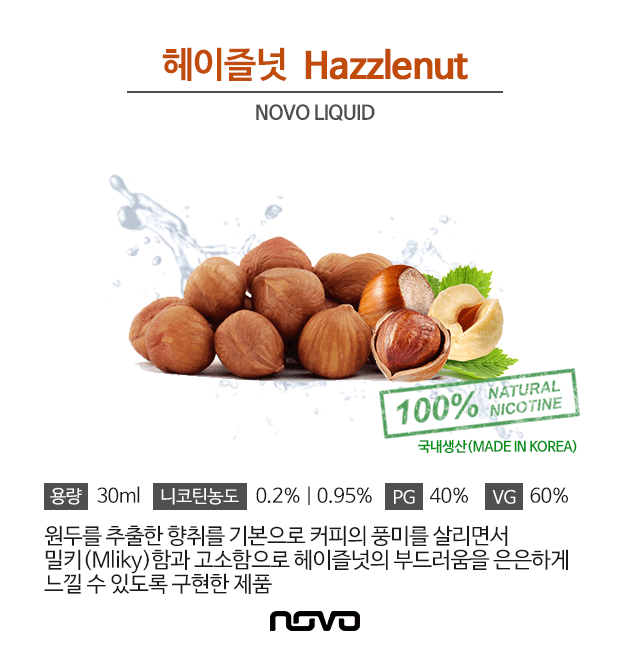 헤이즐넛 Hazzlenut
NOVO LIQUID
100% NATURAL NICOTINE
국내생산(MADE IN KOREA)
용량 30ml 니코틴농도 0.2% | 0.95% PG 40% VG 60%
원두를 추출한 향취를 기본으로 커피의 풍미를 살리면서
밀키(Mliky)함과 고소함으로 헤이즐넛의 부드러움을 은은하게
느낄 수 있도록 구현한 제품
novo